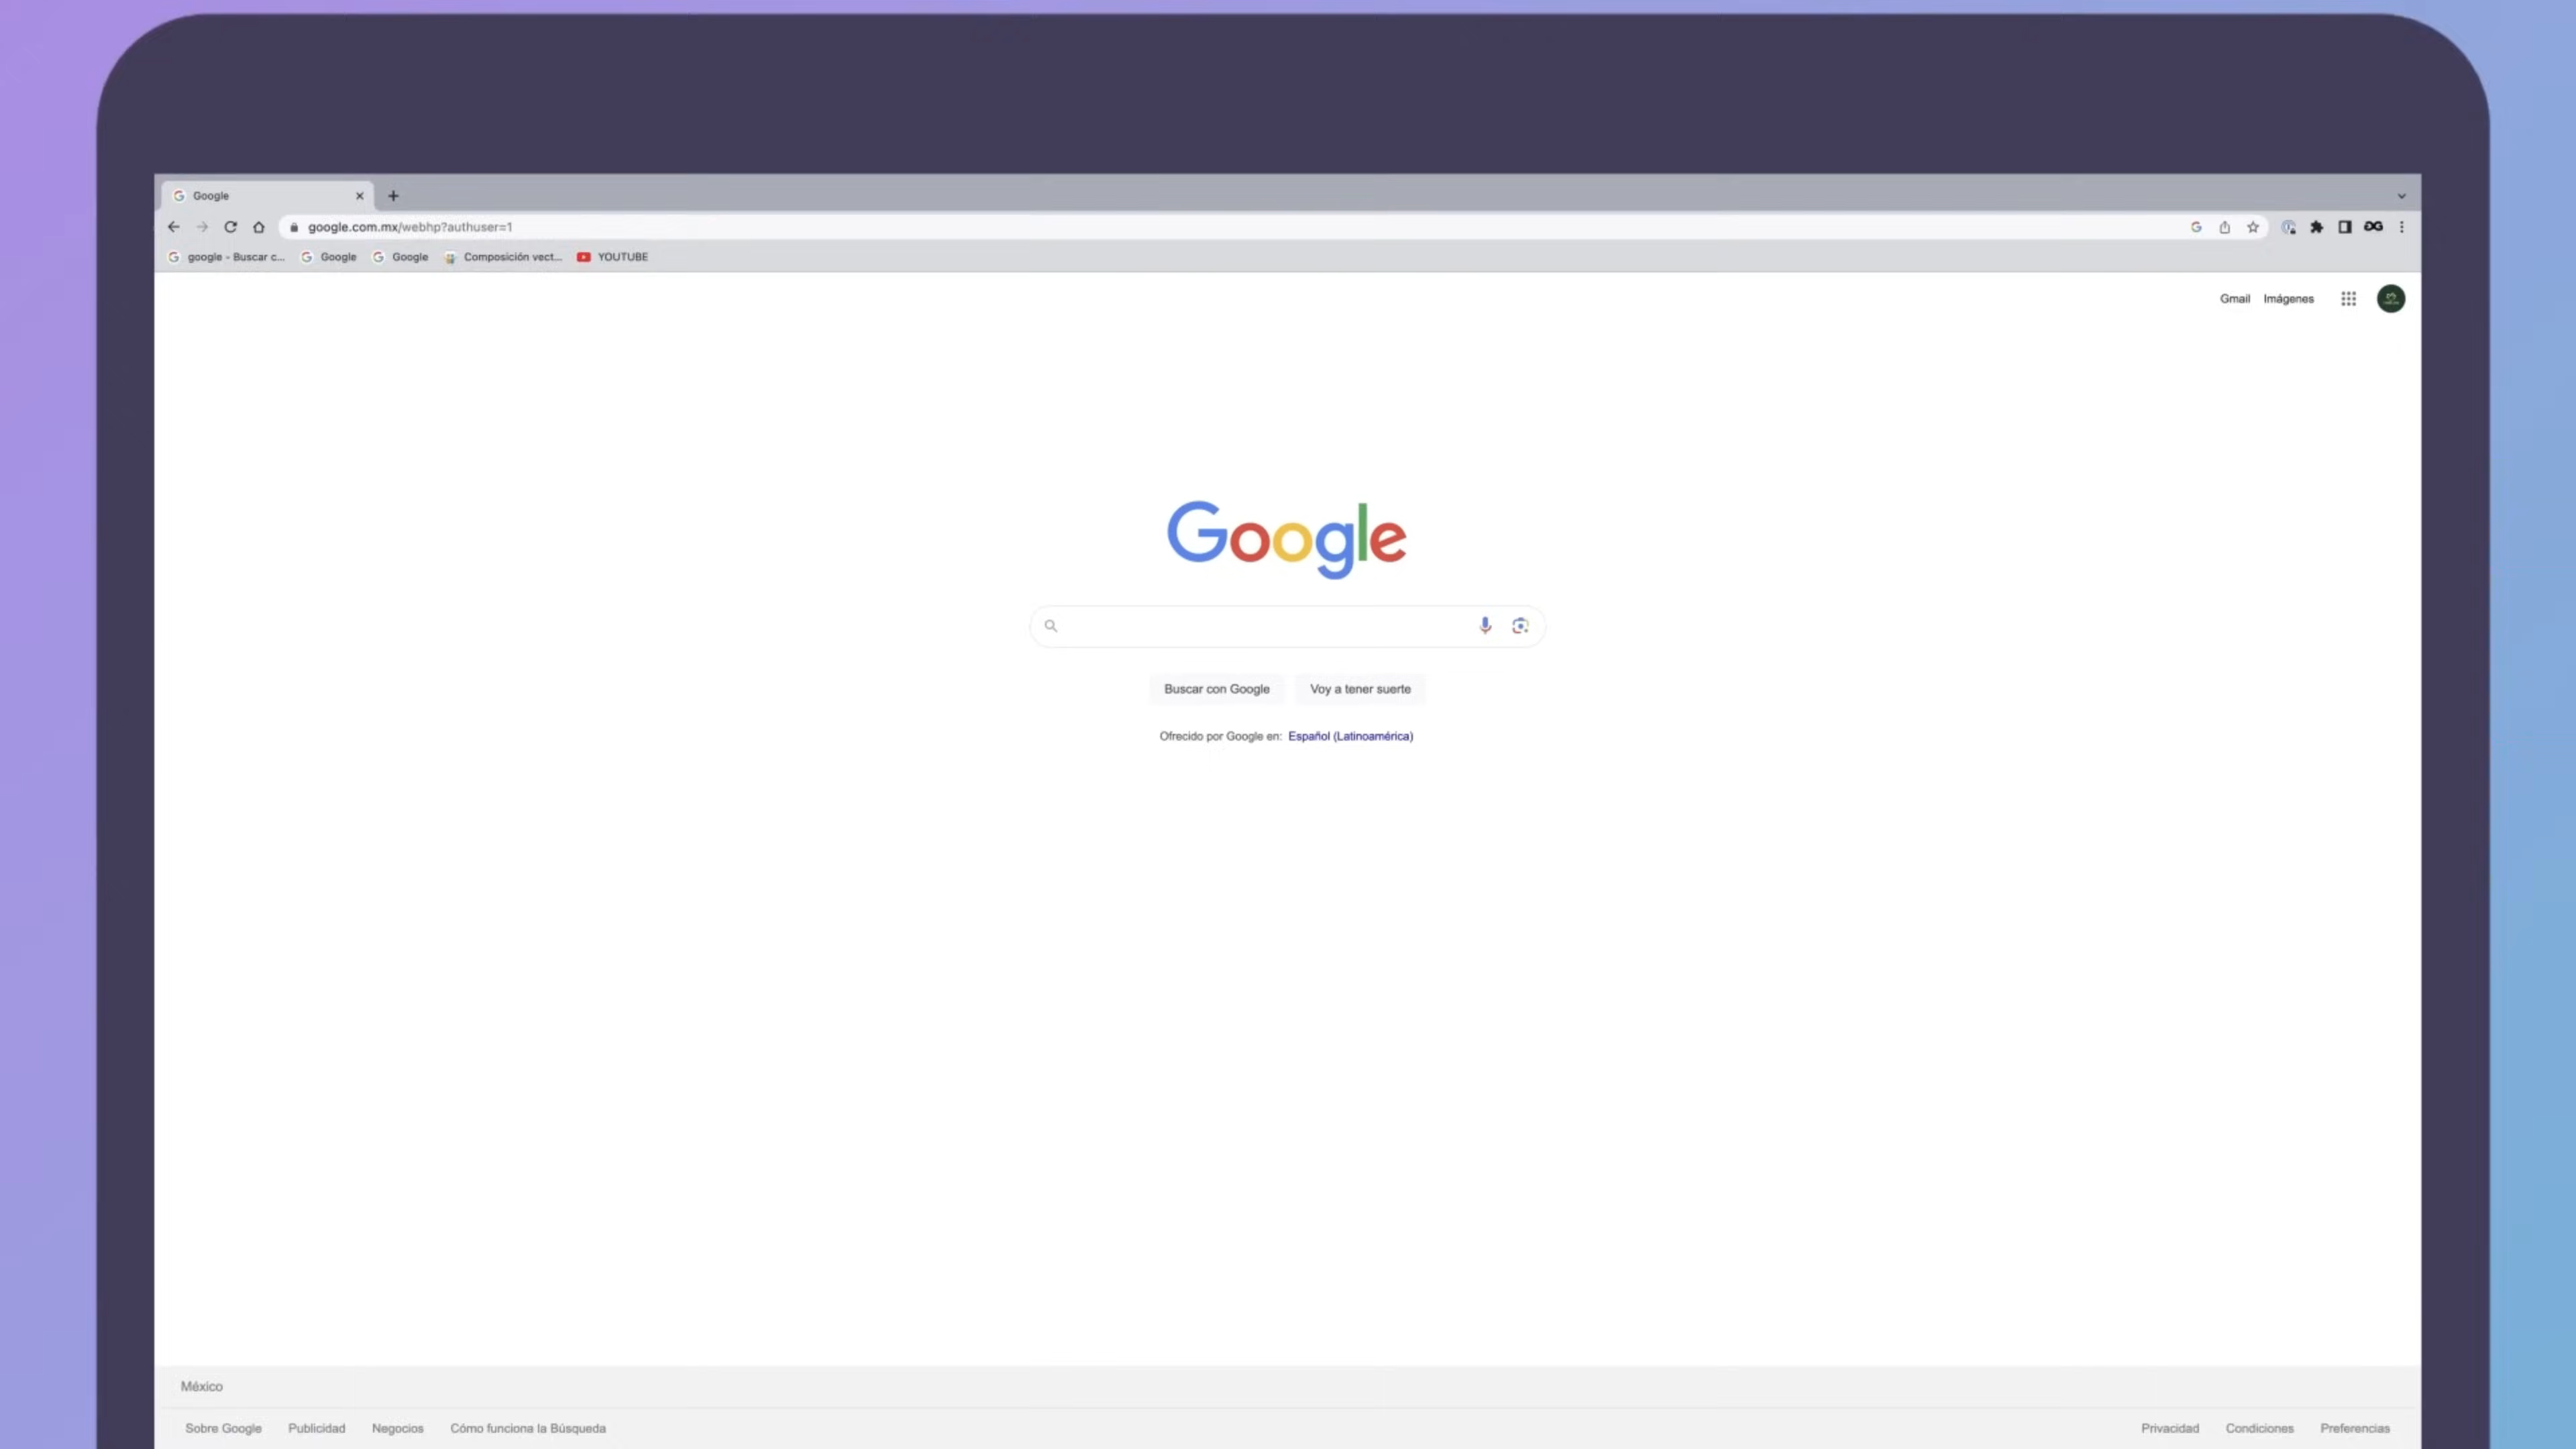 Google
google.com.mx/webhp?authuser=1
google - Buscar c... Google Google Composición vect... YOUTUBE
Gmail Imágenes
Google
Buscar con Google Voy a tener suerte
Ofrecido por Google en: Español (Latinoamérica)
México
Sobre Google Publicidad Negocios Cómo funciona la Búsqueda Privacidad Condiciones Preferencias